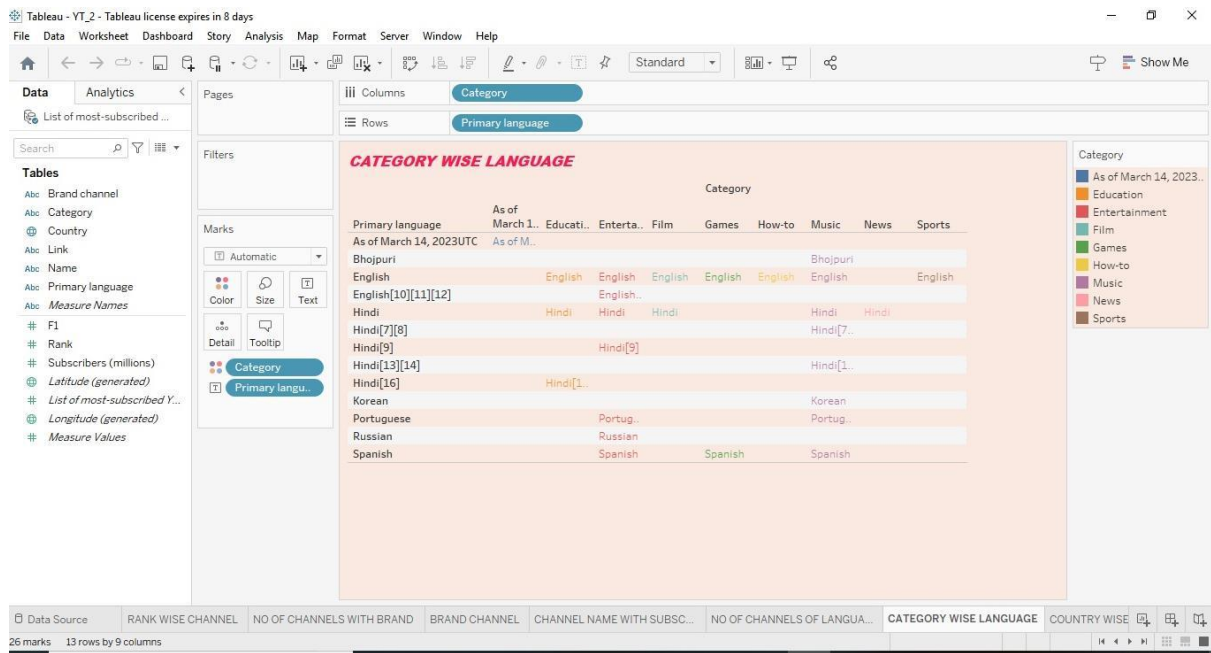 Tableau - YT_2 - Tableau license expires in 8 days
File Data Worksheet Dashboard Story Analysis Map Format Server Window Help
Standard
Show Me
Data Analytics
List of most-subscribed ...
Search
Tables
Abc Brand channel
Abc Category
Country
Abc Link
Abc Name
Abc Primary language
Abc Measure Names
# F1
# Rank
# Subscribers (millions)
Latitude (generated)
# List of most-subscribed Y...
Longitude (generated)
# Measure Values
Pages
Filters
Marks
Automatic
Color Size Text
Detail Tooltip
Category
Primary langu..
Columns Category
Rows Primary language
CATEGORY WISE LANGUAGE
Category
Primary language As of March 1.. Educati.. Enterta.. Film Games How-to Music News Sports
As of March 14, 2023UTC As of M..
Bhojpuri Bhojpuri
English English English English English English English English
English[10][11][12] English..
Hindi Hindi Hindi Hindi Hindi Hindi
Hindi[7][8] Hindi[7..
Hindi[9] Hindi[9]
Hindi[13][14] Hindi[1..
Hindi[16] Hindi[1..
Korean Korean
Portuguese Portug.. Portug..
Russian Russian
Spanish Spanish Spanish Spanish
Category
As of March 14, 2023..
Education
Entertainment
Film
Games
How-to
Music
News
Sports
Data Source RANK WISE CHANNEL NO OF CHANNELS WITH BRAND BRAND CHANNEL CHANNEL NAME WITH SUBSC... NO OF CHANNELS OF LANGUA... CATEGORY WISE LANGUAGE COUNTRY WISE
26 marks 13 rows by 9 columns